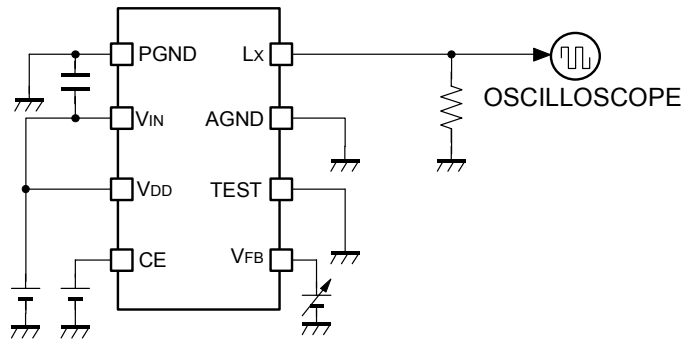 PGND
LX
OSCILLOSCOPE
VIN
AGND
VDD
TEST
CE
VFB